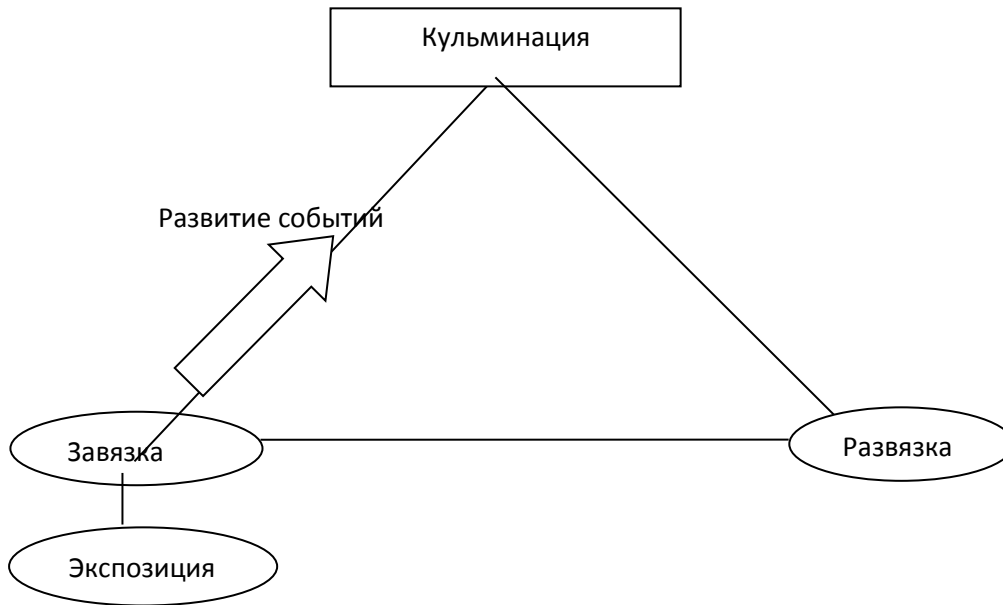 Кульминация
Развитие событий
Завязка
Развязка
Экспозиция